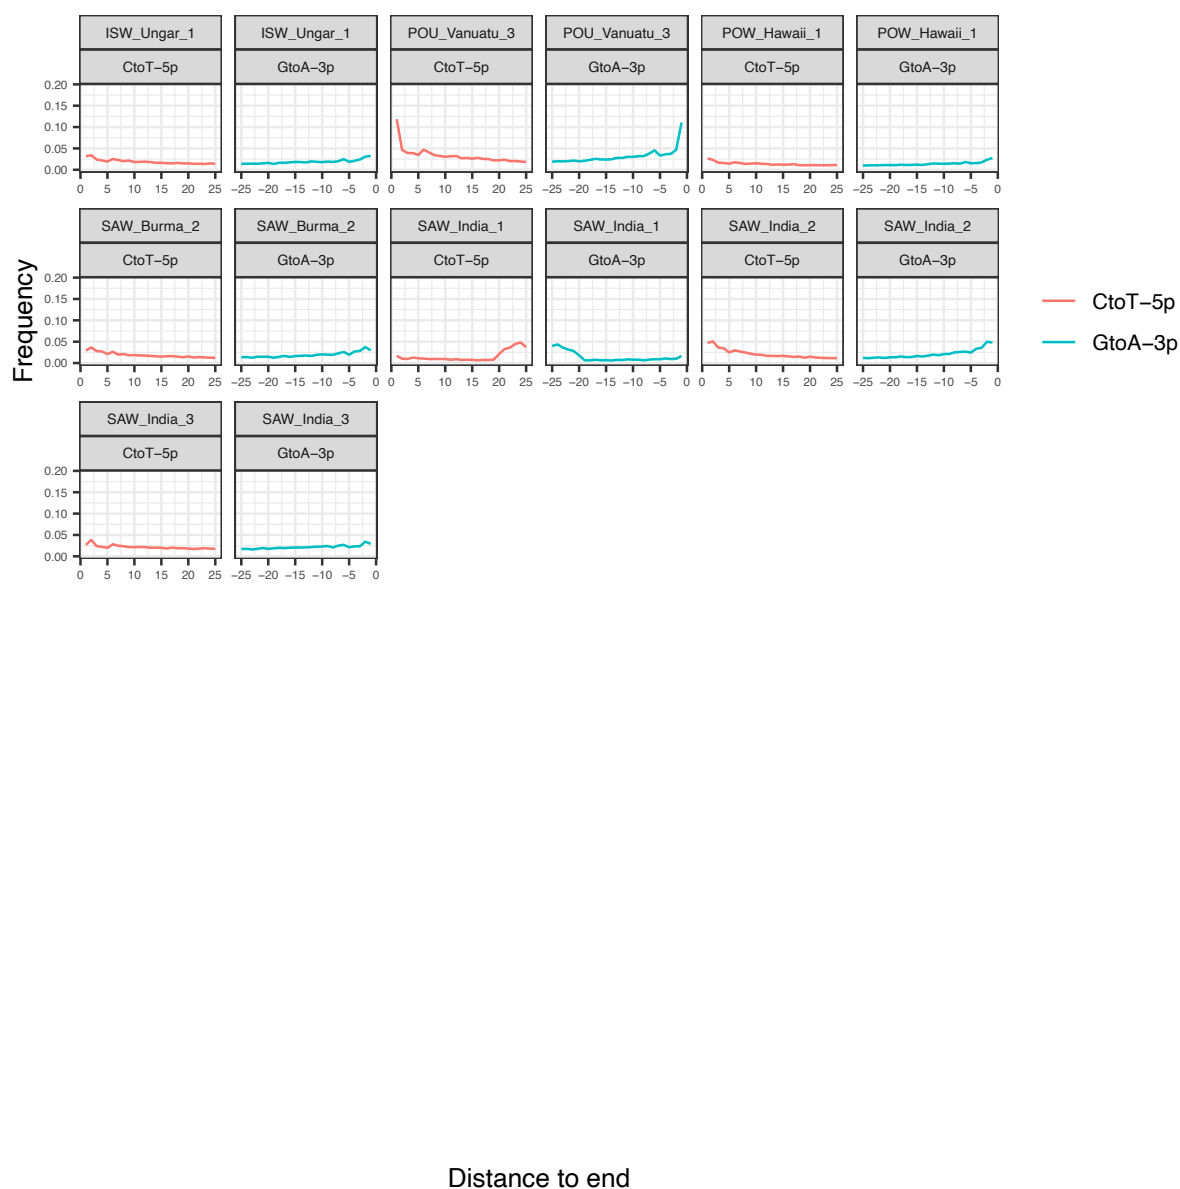 ISW_Ungar_1 ISW_Ungar_1 POU_Vanuatu_3 POU_Vanuatu_3 POW_Hawaii_1 POW_Hawaii_1
CtoT−5p GtoA−3p CtoT−5p GtoA−3p CtoT−5p GtoA−3p
0.20
0.15
0.10
0.05
0.00
0 5 10 15 20 25 −25 −20 −15 −10 −5 0 0 5 10 15 20 25 −25 −20 −15 −10 −5 0 0 5 10 15 20 25 −25 −20 −15 −10 −5 0
SAW_Burma_2 SAW_Burma_2 SAW_India_1 SAW_India_1 SAW_India_2 SAW_India_2
CtoT−5p GtoA−3p CtoT−5p GtoA−3p CtoT−5p GtoA−3p
0.20
0.15
0.10
0.05
0.00
0 5 10 15 20 25 −25 −20 −15 −10 −5 0 0 5 10 15 20 25 −25 −20 −15 −10 −5 0 0 5 10 15 20 25 −25 −20 −15 −10 −5 0
SAW_India_3 SAW_India_3
CtoT−5p GtoA−3p
0.20
0.15
0.10
0.05
0.00
0 5 10 15 20 25 −25 −20 −15 −10 −5 0
Frequency
Distance to end
CtoT−5p
GtoA−3p